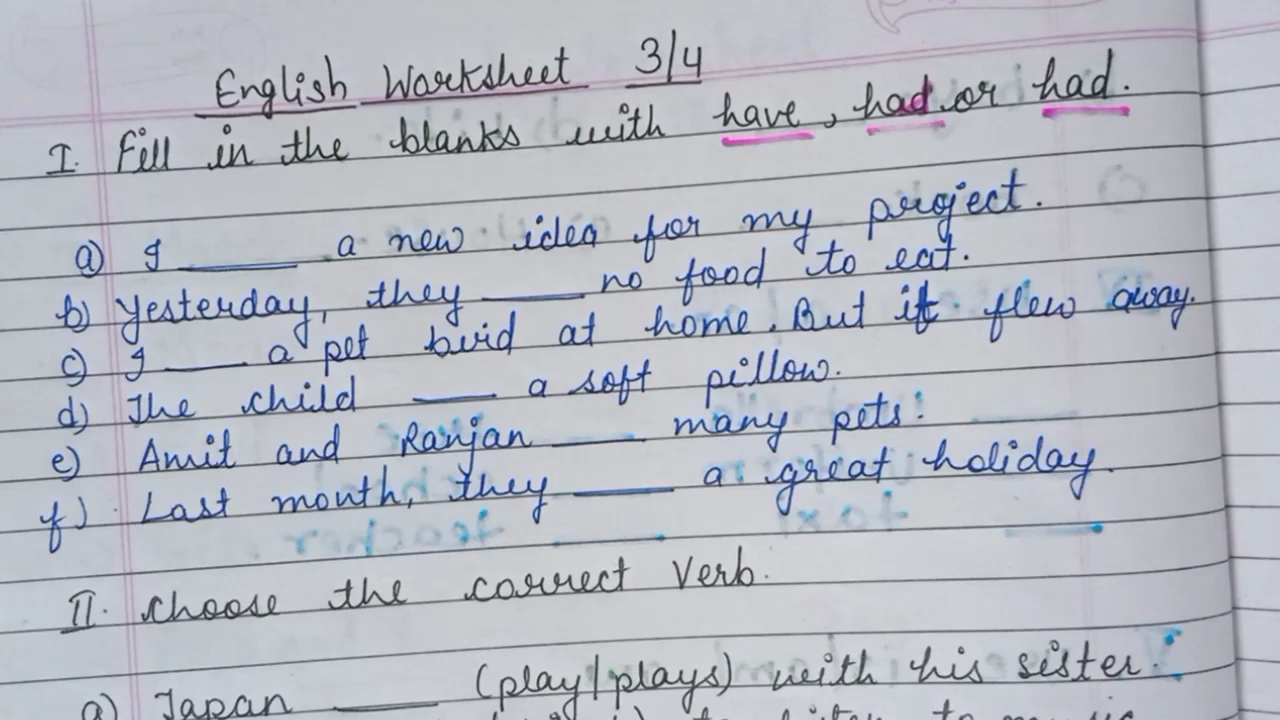 English Worksheet 3/4
I. Fill in the blanks with have, had or had.
a) I ______ a new idea for my project.
b) Yesterday, they ______ no food to eat.
c) I ____ a pet bird at home. But it flew away.
d) The child ____ a soft pillow.
e) Amit and Ranjan ____ many pets.
f) Last month, they ____ a great holiday.
II. Choose the correct verb.
a) Japan ____ (play/plays) with his sister.